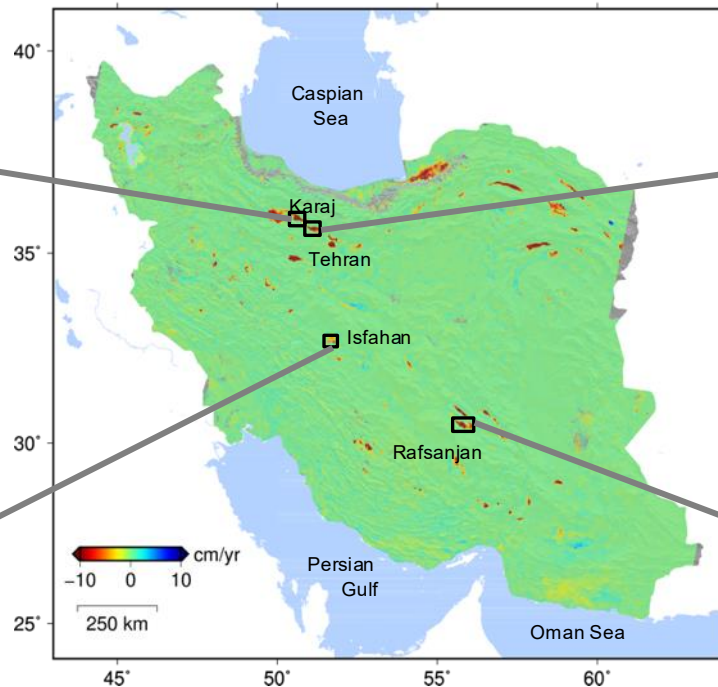 40˚
Caspian
Sea
Karaj
35˚
Tehran
Isfahan
30˚
Rafsanjan
cm/yr
−10 0 10
Persian
Gulf
250 km
25˚
Oman Sea
45˚ 50˚ 55˚ 60˚